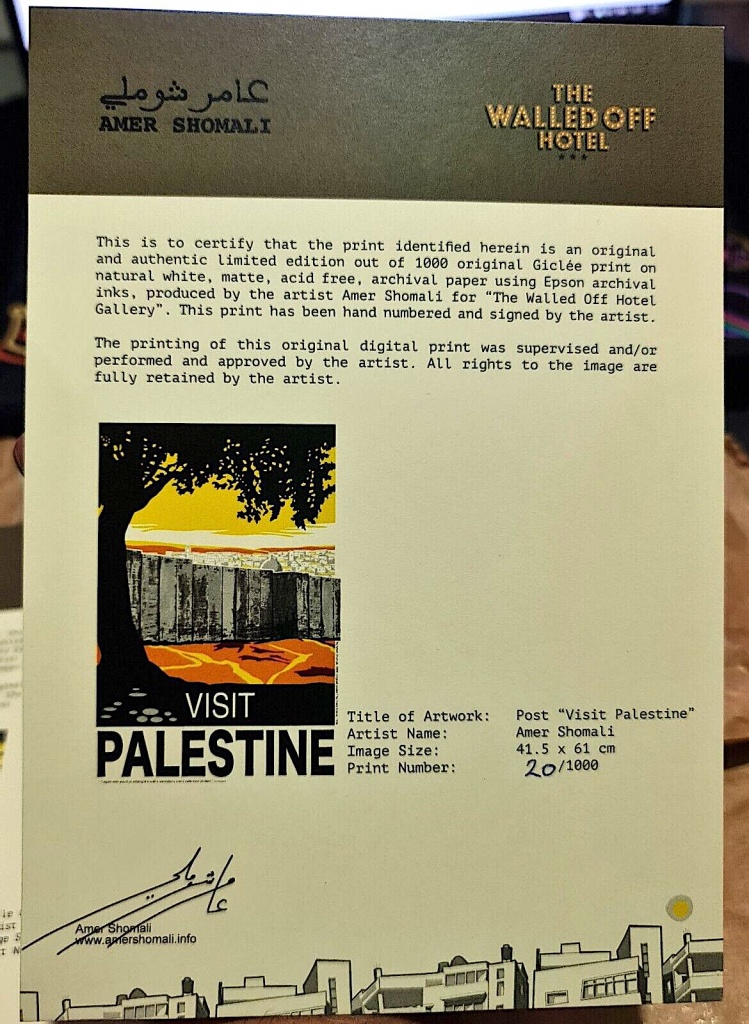 عامر شوملي
AMER SHOMALI
THE
WALLED OFF
HOTEL
This is to certify that the print identified herein is an original
and authentic limited edition out of 1000 original Giclée print on
natural white, matte, acid free, archival paper using Epson archival
inks, produced by the artist Amer Shomali for “The Walled Off Hotel
Gallery”. This print has been hand numbered and signed by the artist.
The printing of this original digital print was supervised and/or
performed and approved by the artist. All rights to the image are
fully retained by the artist.
VISIT
PALESTINE
Title of Artwork: Post “Visit Palestine”
Artist Name: Amer Shomali
Image Size: 41.5 x 61 cm
Print Number: 20/1000
عامر شوملي
Amer Shomali
www.amershomali.info